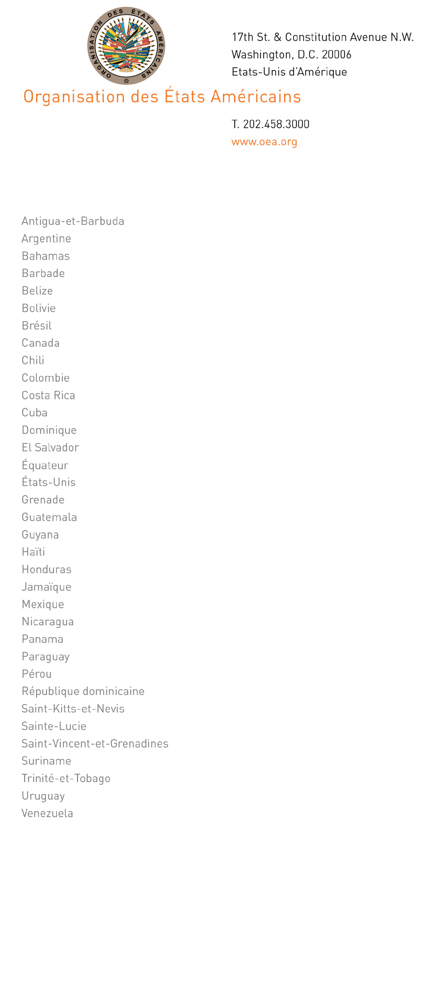 ORGANISATION DES ÉTATS AMÉRICAINS
17th St. & Constitution Avenue N.W.
Washington, D.C. 20006
Etats-Unis d’Amérique
Organisation des États Américains
T. 202.458.3000
www.oea.org
Antigua-et-Barbuda
Argentine
Bahamas
Barbade
Belize
Bolivie
Brésil
Canada
Chili
Colombie
Costa Rica
Cuba
Dominique
El Salvador
Équateur
États-Unis
Grenade
Guatemala
Guyana
Haïti
Honduras
Jamaïque
Mexique
Nicaragua
Panama
Paraguay
Pérou
République dominicaine
Saint-Kitts-et-Nevis
Sainte-Lucie
Saint-Vincent-et-Grenadines
Suriname
Trinité-et-Tobago
Uruguay
Venezuela